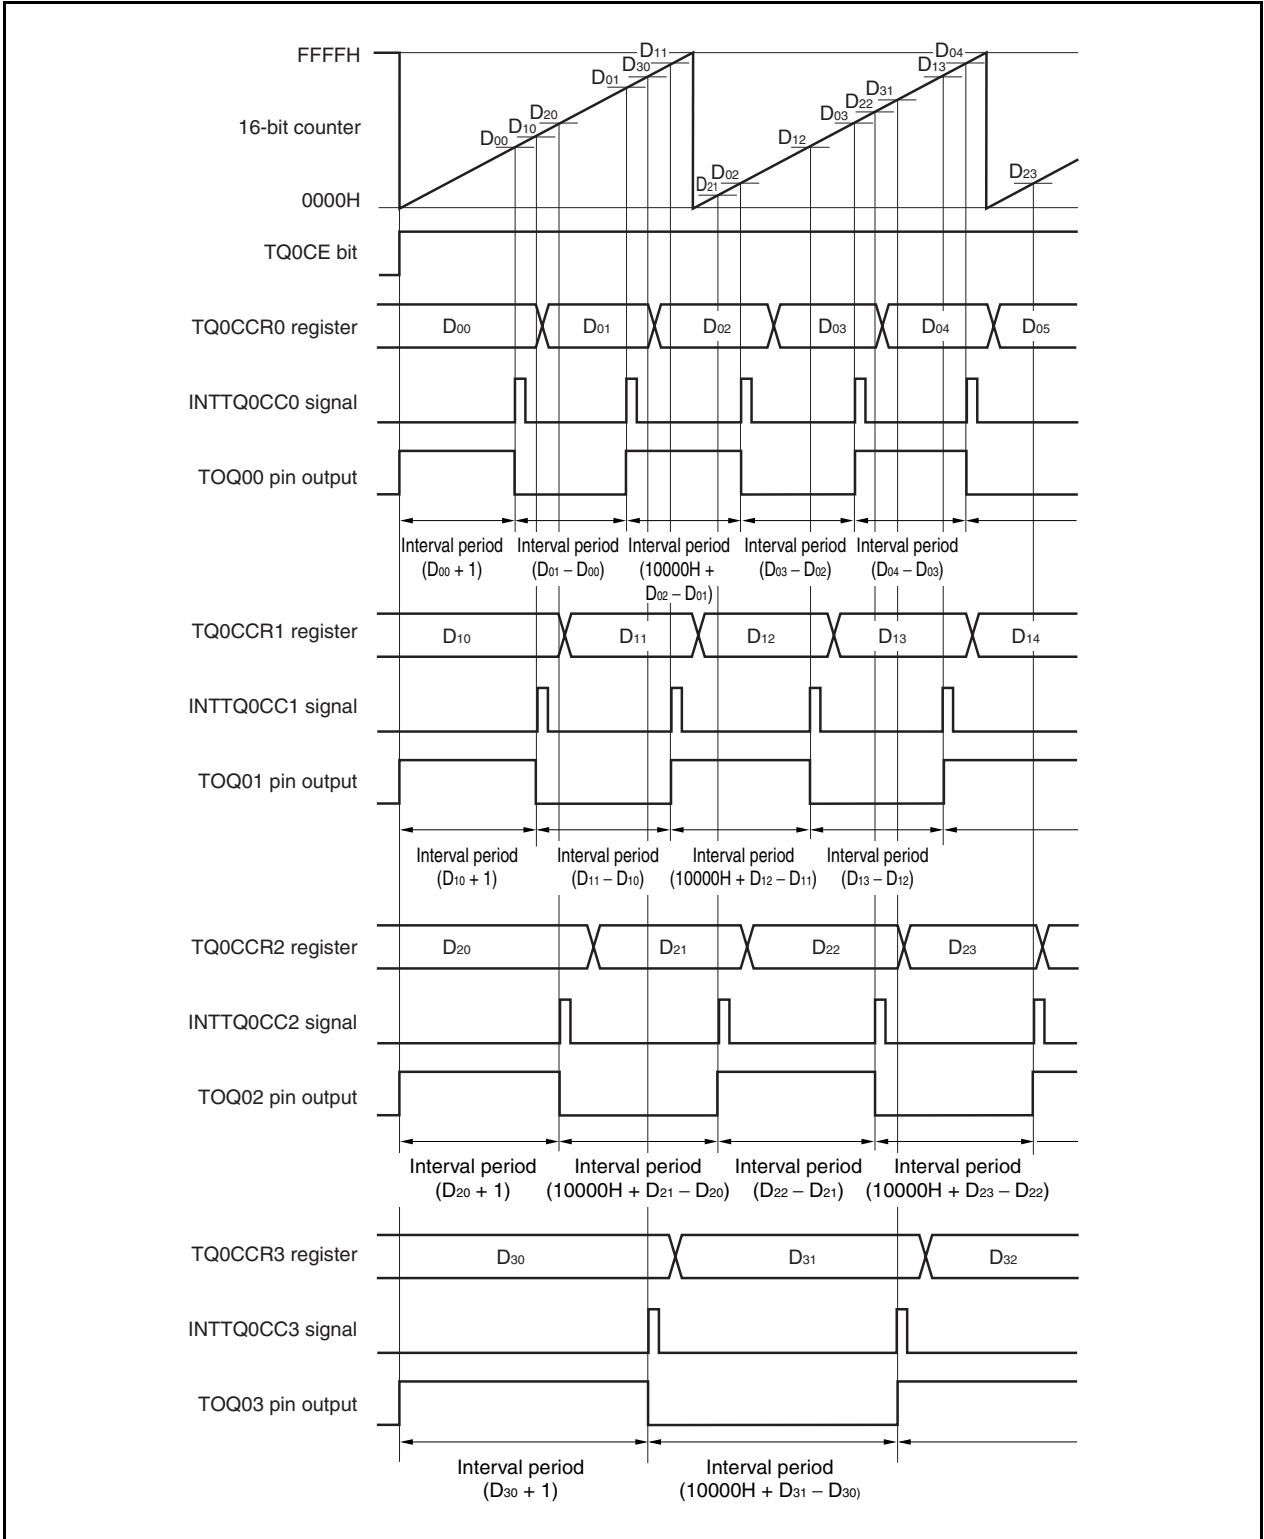 FFFFH
16-bit counter
0000H
D00
D10
D20
D01
D30
D11
D21
D02
D12
D03
D22
D31
D13
D04
D23
TQ0CE bit
TQ0CCR0 register
D00 D01 D02 D03 D04 D05
INTTQ0CC0 signal
TOQ00 pin output
Interval period Interval period Interval period Interval period Interval period
(D00 + 1) (D01 – D00) (10000H + (D03 – D02) (D04 – D03)
D02 – D01)
TQ0CCR1 register
D10 D11 D12 D13 D14
INTTQ0CC1 signal
TOQ01 pin output
Interval period Interval period Interval period Interval period
(D10 + 1) (D11 – D10) (10000H + D12 – D11) (D13 – D12)
TQ0CCR2 register
D20 D21 D22 D23
INTTQ0CC2 signal
TOQ02 pin output
Interval period Interval period Interval period Interval period
(D20 + 1) (10000H + D21 – D20) (D22 – D21) (10000H + D23 – D22)
TQ0CCR3 register
D30 D31 D32
INTTQ0CC3 signal
TOQ03 pin output
Interval period Interval period
(D30 + 1) (10000H + D31 – D30)